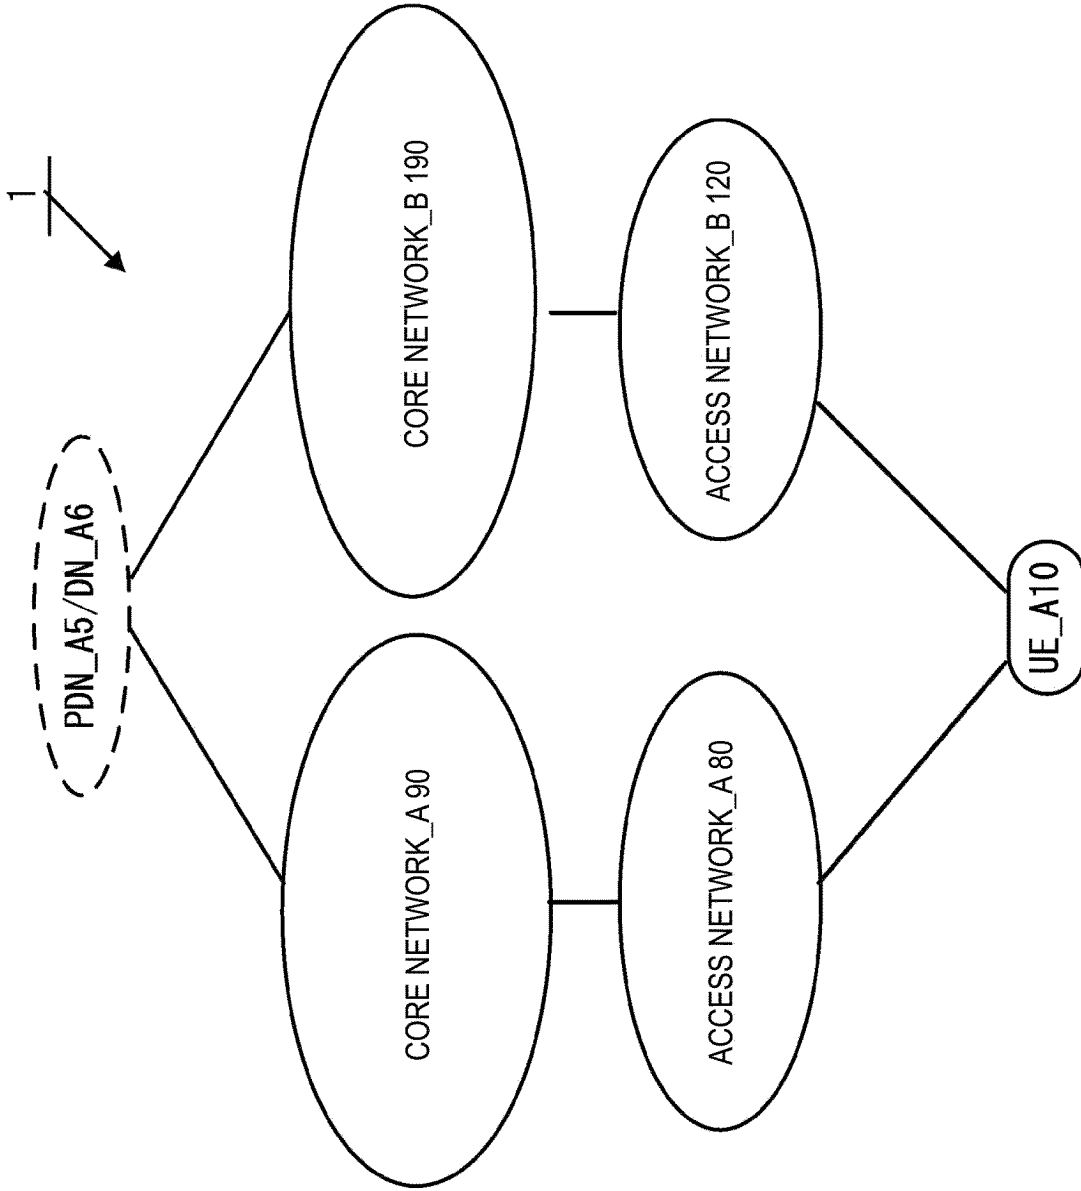 1
PDN_A5/DN_A6
CORE NETWORK_A 90
CORE NETWORK_B 190
ACCESS NETWORK_A 80
ACCESS NETWORK_B 120
UE_A10